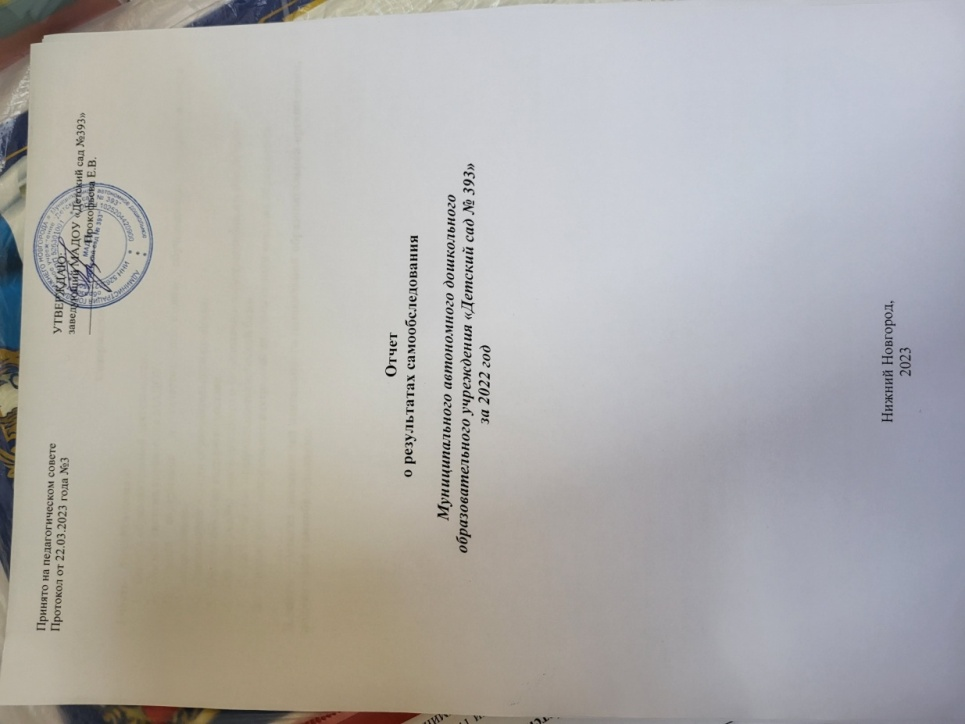 Принято на педагогическом совете
Протокол от 22.03.2023 года №3
УТВЕРЖДАЮ:
заведующий МАДОУ «Детский сад №393»
Прокофьева Е.В.
Отчет
о результатах самообследования
Муниципального автономного дошкольного
образовательного учреждения «Детский сад № 393»
за 2022 год
Нижний Новгород,
2023